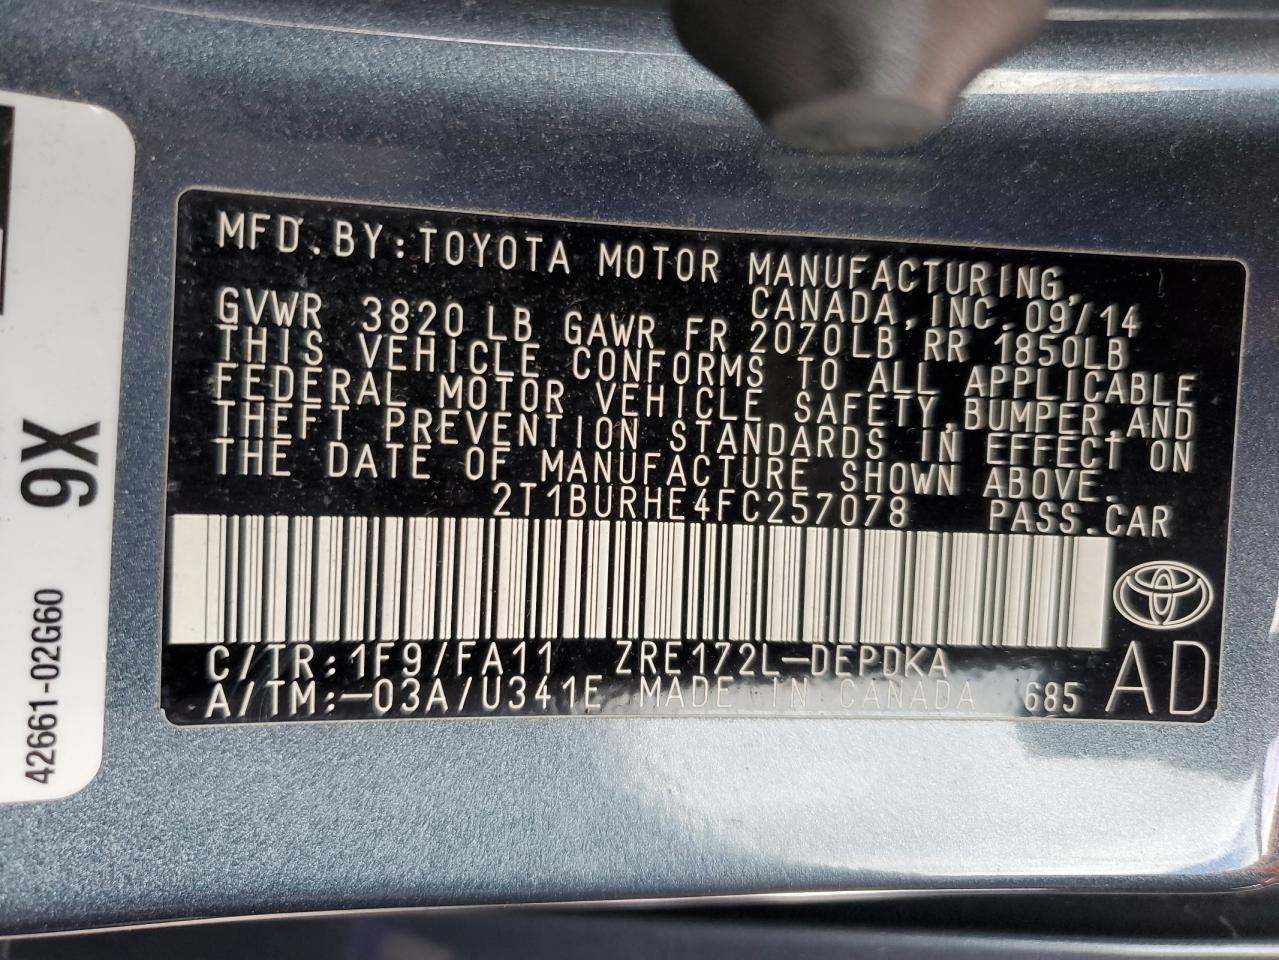 MFD.BY:TOYOTA MOTOR MANUFACTURING,
CANADA,INC.09/14
GVWR 3820 LB GAWR FR 2070LB RR 1850LB
THIS VEHICLE CONFORMS TO ALL APPLICABLE
FEDERAL MOTOR VEHICLE SAFETY,BUMPER,AND
THEFT PREVENTION STANDARDS IN EFFECT ON
THE DATE OF MANUFACTURE SHOWN ABOVE.
2T1BURHE4FC257078 PASS.CAR
C/TR:1F9/FA11 ZRE172L-DEPDKA
A/TM:-03A/U341E MADE IN CANADA 685 AD
9X
42661-02G60